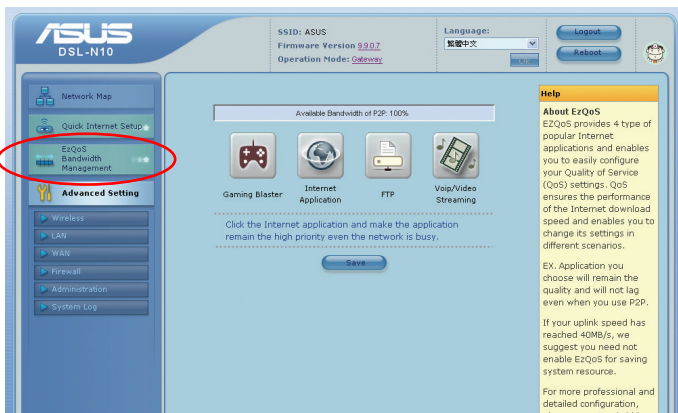 ASUS
DSL-N10
SSID: ASUS
Firmware Version 9.9.0.7
Operation Mode: Gateway
Language:
繁體中文
OK
Logout
Reboot
Network Map
Quick Internet Setup
EzQoS
Bandwidth
Management
Advanced Setting
Wireless
LAN
WAN
Firewall
Administration
System Log
Available Bandwidth of P2P: 100%
Gaming Blaster
Internet
Application
FTP
Voip/Video
Streaming
Click the Internet application and make the application
remain the high priority even the network is busy.
Save
Help
About EzQoS
EZQoS provides 4 type of
popular Internet
applications and enables
you to easily configure
your Quality of Service
(QoS) settings. QoS
ensures the performance
of the Internet download
speed and enables you to
change its settings in
different scenarios.
EX. Application you
choose will remain the
quality and will not lag
even when you use P2P.
If your uplink speed has
reached 40MB/s, we
suggest you need not
enable EzQoS for saving
system resource.
For more professional and
detailed configuration,